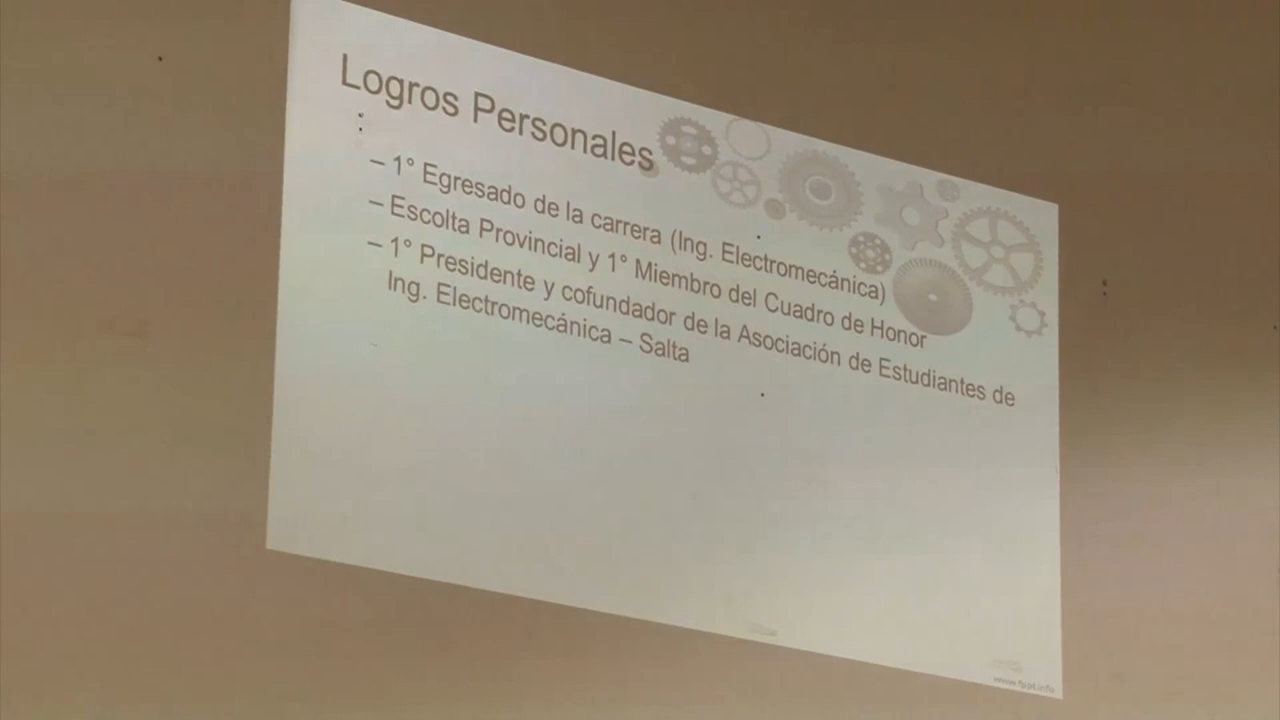 Logros Personales
– 1° Egresado de la carrera (Ing. Electromecánica)
– Escolta Provincial y 1° Miembro del Cuadro de Honor
– 1° Presidente y cofundador de la Asociación de Estudiantes de
Ing. Electromecánica – Salta